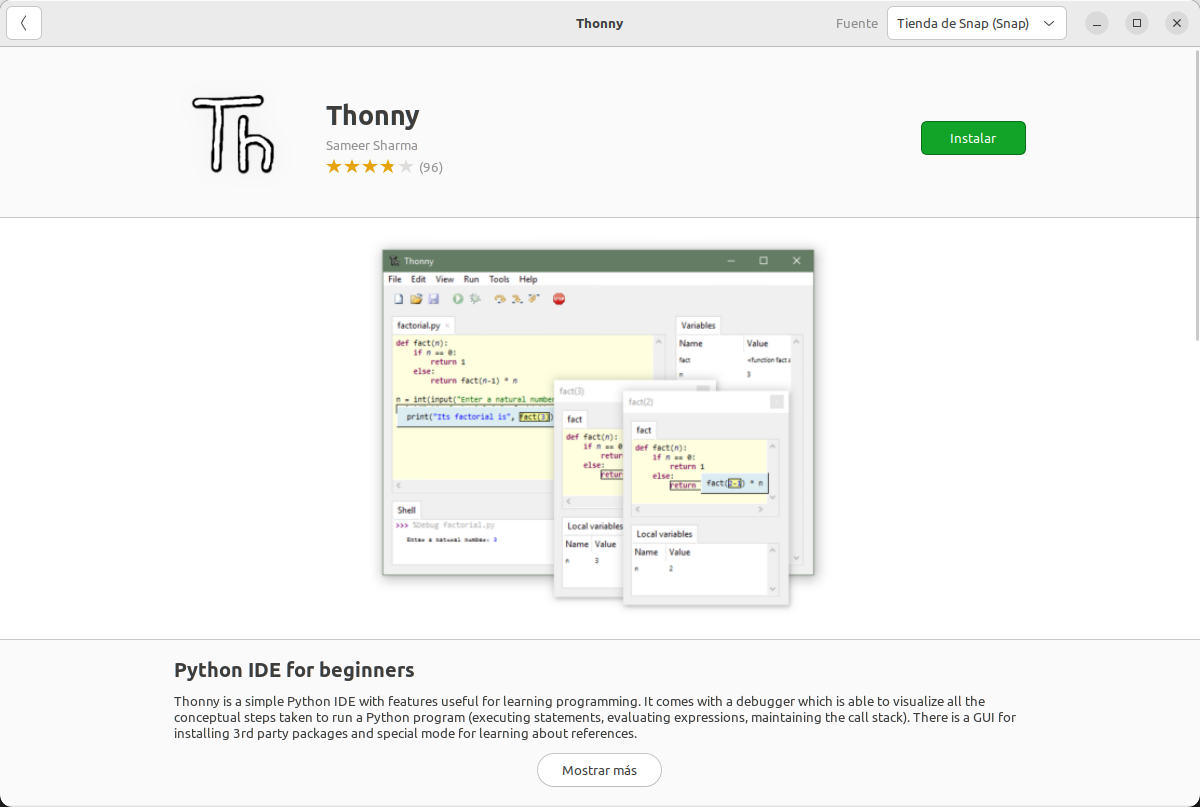 Thonny
Fuente
Tienda de Snap (Snap)
Th
Thonny
Sameer Sharma
(96)
Instalar
Thonny
File Edit View Run Tools Help
factorial.py
def fact(n):
if n == 0:
return 1
else:
return fact(n-1) * n
n = int(input("Enter a natural number
print("Its factorial is", fact(3))
Shell
>>> %Debug factorial.py
Enter a natural number: 3
Variables
Name Value
fact <function fact a
n 3
fact(3)
fact
def fact(n):
if n == 0
retur
else:
retur
Local variables
Name Value
n 3
fact(2)
fact
def fact(n):
if n == 0:
return 1
else:
return fact(2-1) * n
Local variables
Name Value
n 2
Python IDE for beginners
Thonny is a simple Python IDE with features useful for learning programming. It comes with a debugger which is able to visualize all the
conceptual steps taken to run a Python program (executing statements, evaluating expressions, maintaining the call stack). There is a GUI for
installing 3rd party packages and special mode for learning about references.
Mostrar más